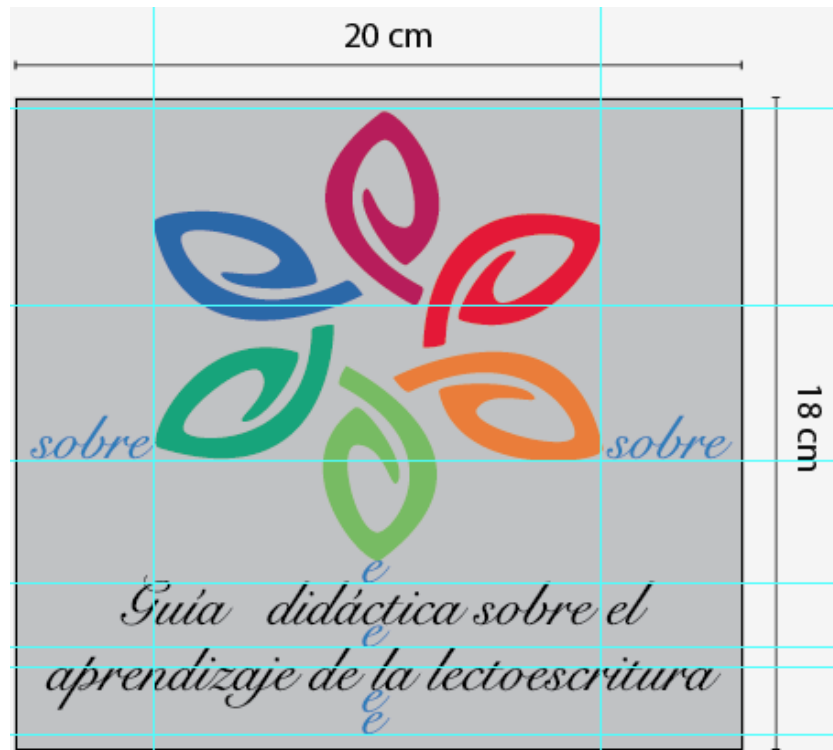 20 cm
18 cm
sobre sobre
e
Guía didáctica sobre el
e
aprendizaje de la lectoescritura
e
e